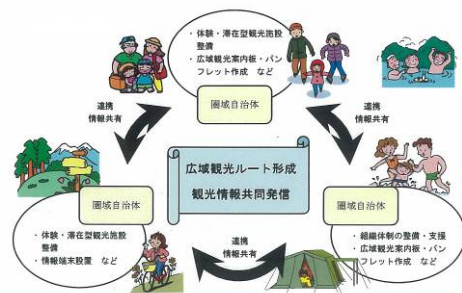 ・体験・滞在型観光施設
整備
・広域観光案内板・パン
フレット作成 など
圏域自治体
連携
情報共有
連携
情報共有
広域観光ルート形成
観光情報共同発信
圏域自治体
・体験・滞在型観光施設
整備
・情報端末設置 など
圏域自治体
・組織体制の整備・支援
・広域観光案内板・パン
フレット作成 など
連携
情報共有